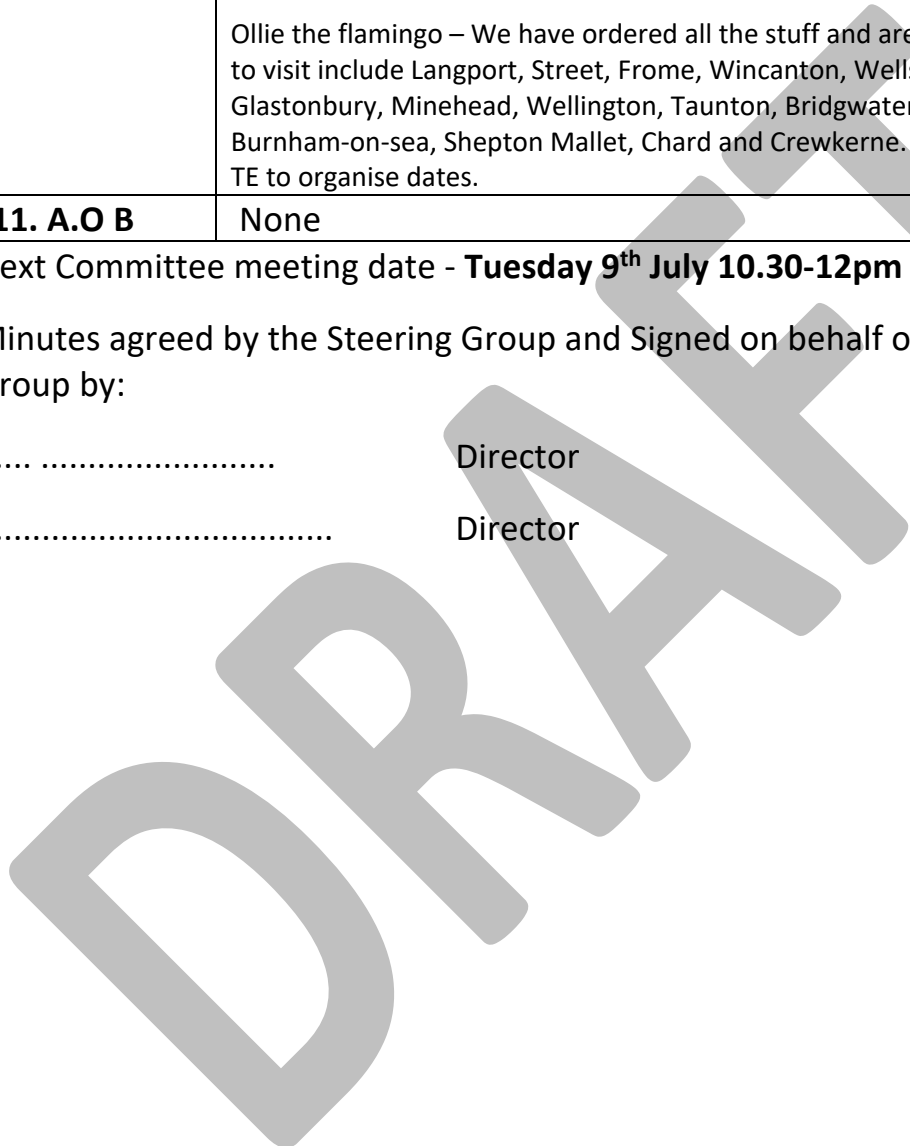 Ollie the flamingo – We have ordered all the stuff and are
to visit include Langport, Street, Frome, Wincanton, Wells
Glastonbury, Minehead, Wellington, Taunton, Bridgwater
Burnham-on-sea, Shepton Mallet, Chard and Crewkerne.
TE to organise dates.
11. A.O B None
ext Committee meeting date - Tuesday 9th July 10.30-12pm
Minutes agreed by the Steering Group and Signed on behalf o
roup by:
.... ......................... Director
.................................... Director
DRAFT